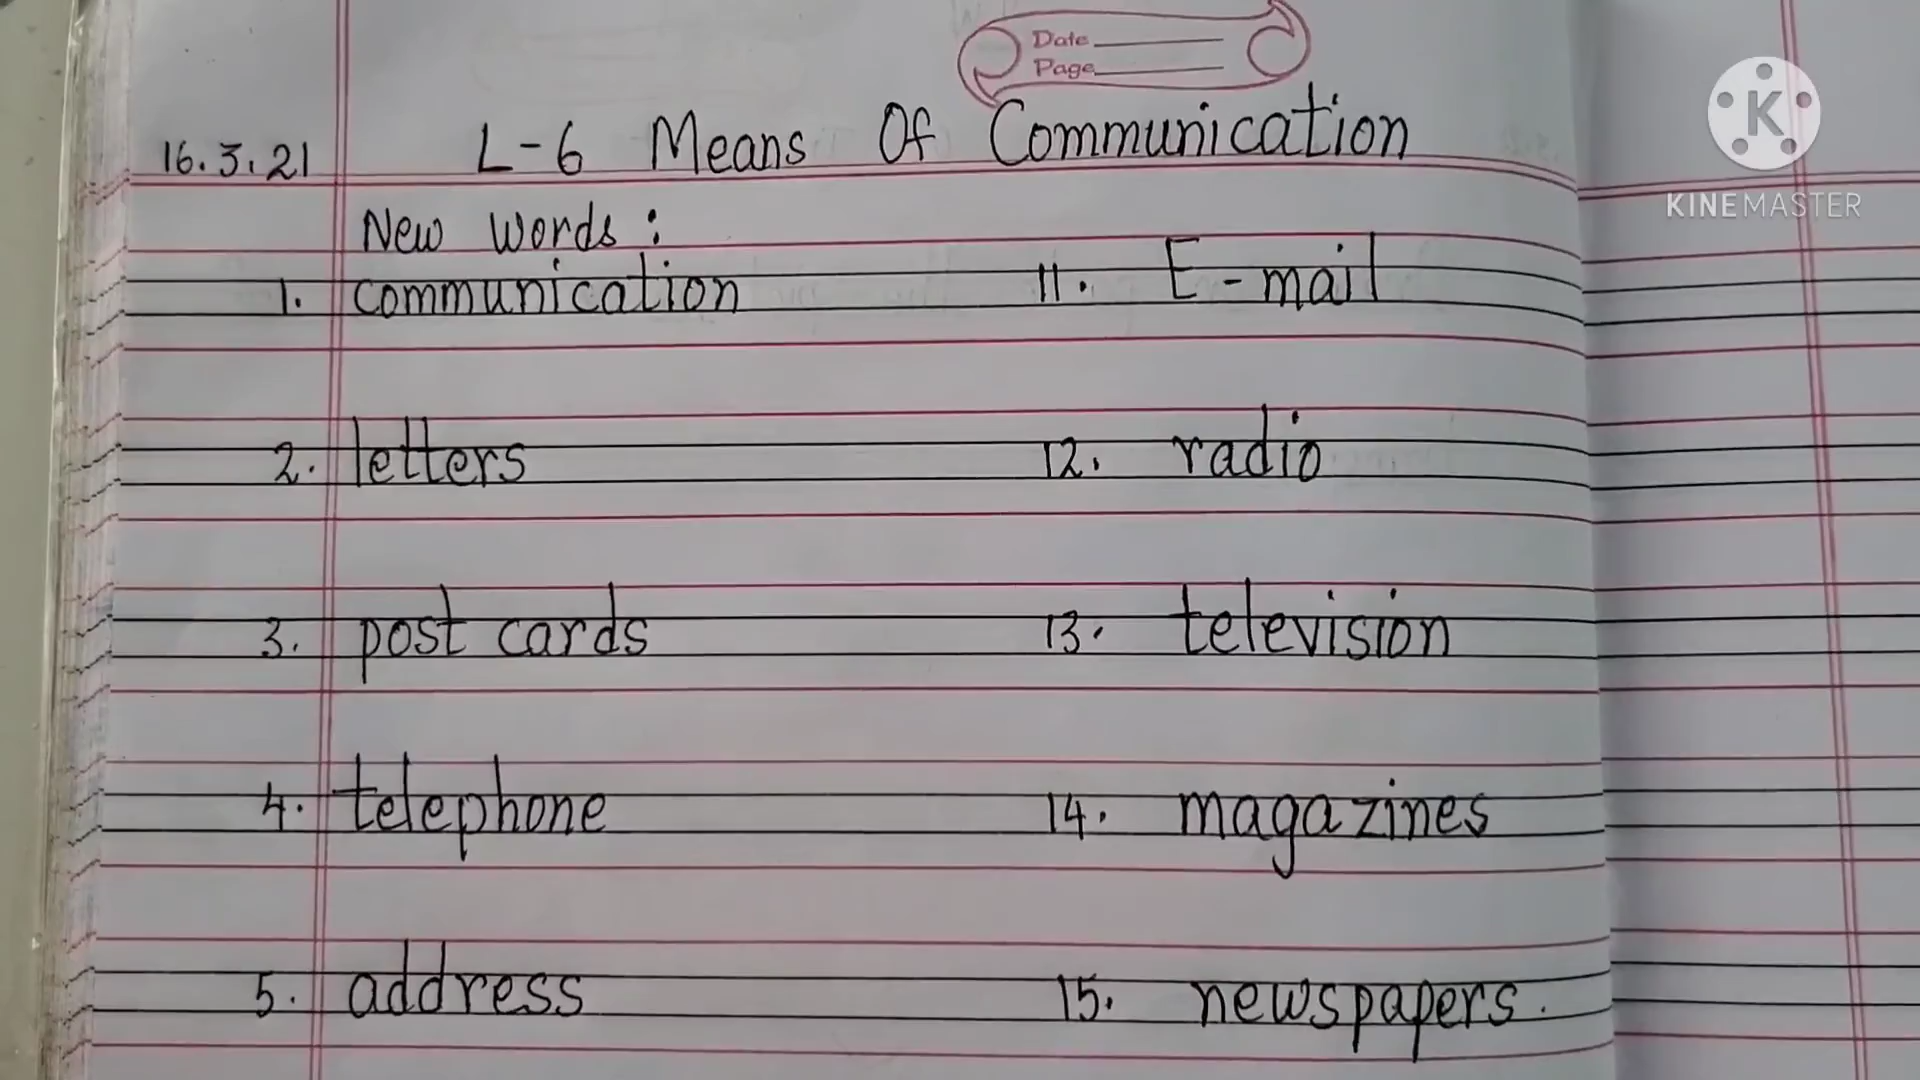 Date
Page
16.3.21 L-6 Means Of Communication
New Words:
1. communication 11. E-mail
2. letters 12. radio
3. post cards 13. television
4. telephone 14. magazines
5. address 15. newspapers.
K
KINEMASTER